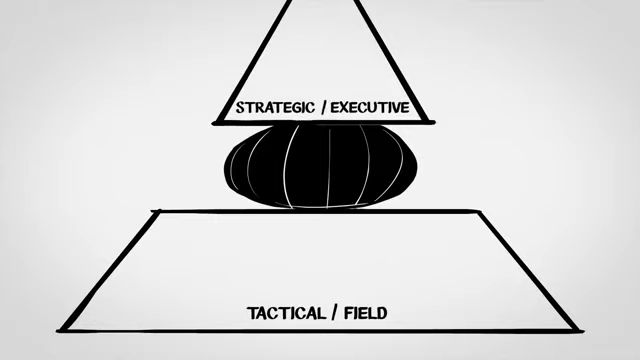 STRATEGIC / EXECUTIVE
TACTICAL / FIELD